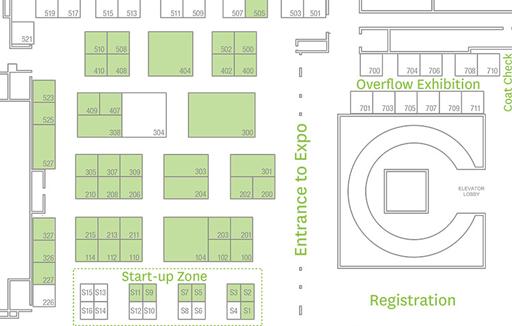 519 517 515 513 511 509 507 505 503 501
521
510 508 502 500
410 408 404 402 400
700 704 706 708 710
Coat Check
Overflow Exhibition
701 703 705 707 709 711
523
525
527
409 407
308 304 300
Entrance to Expo
305 307 309 303 301
210 208 206 204 202 200
ELEVATOR
LOBBY
327
326
227
226
215 213 211 203 201
114 112 110 104 102 100
Start-up Zone
S15 S13 S11 S9 S7 S5 S3 S2
S16 S14 S12 S10 S8 S6 S4 S1
Registration